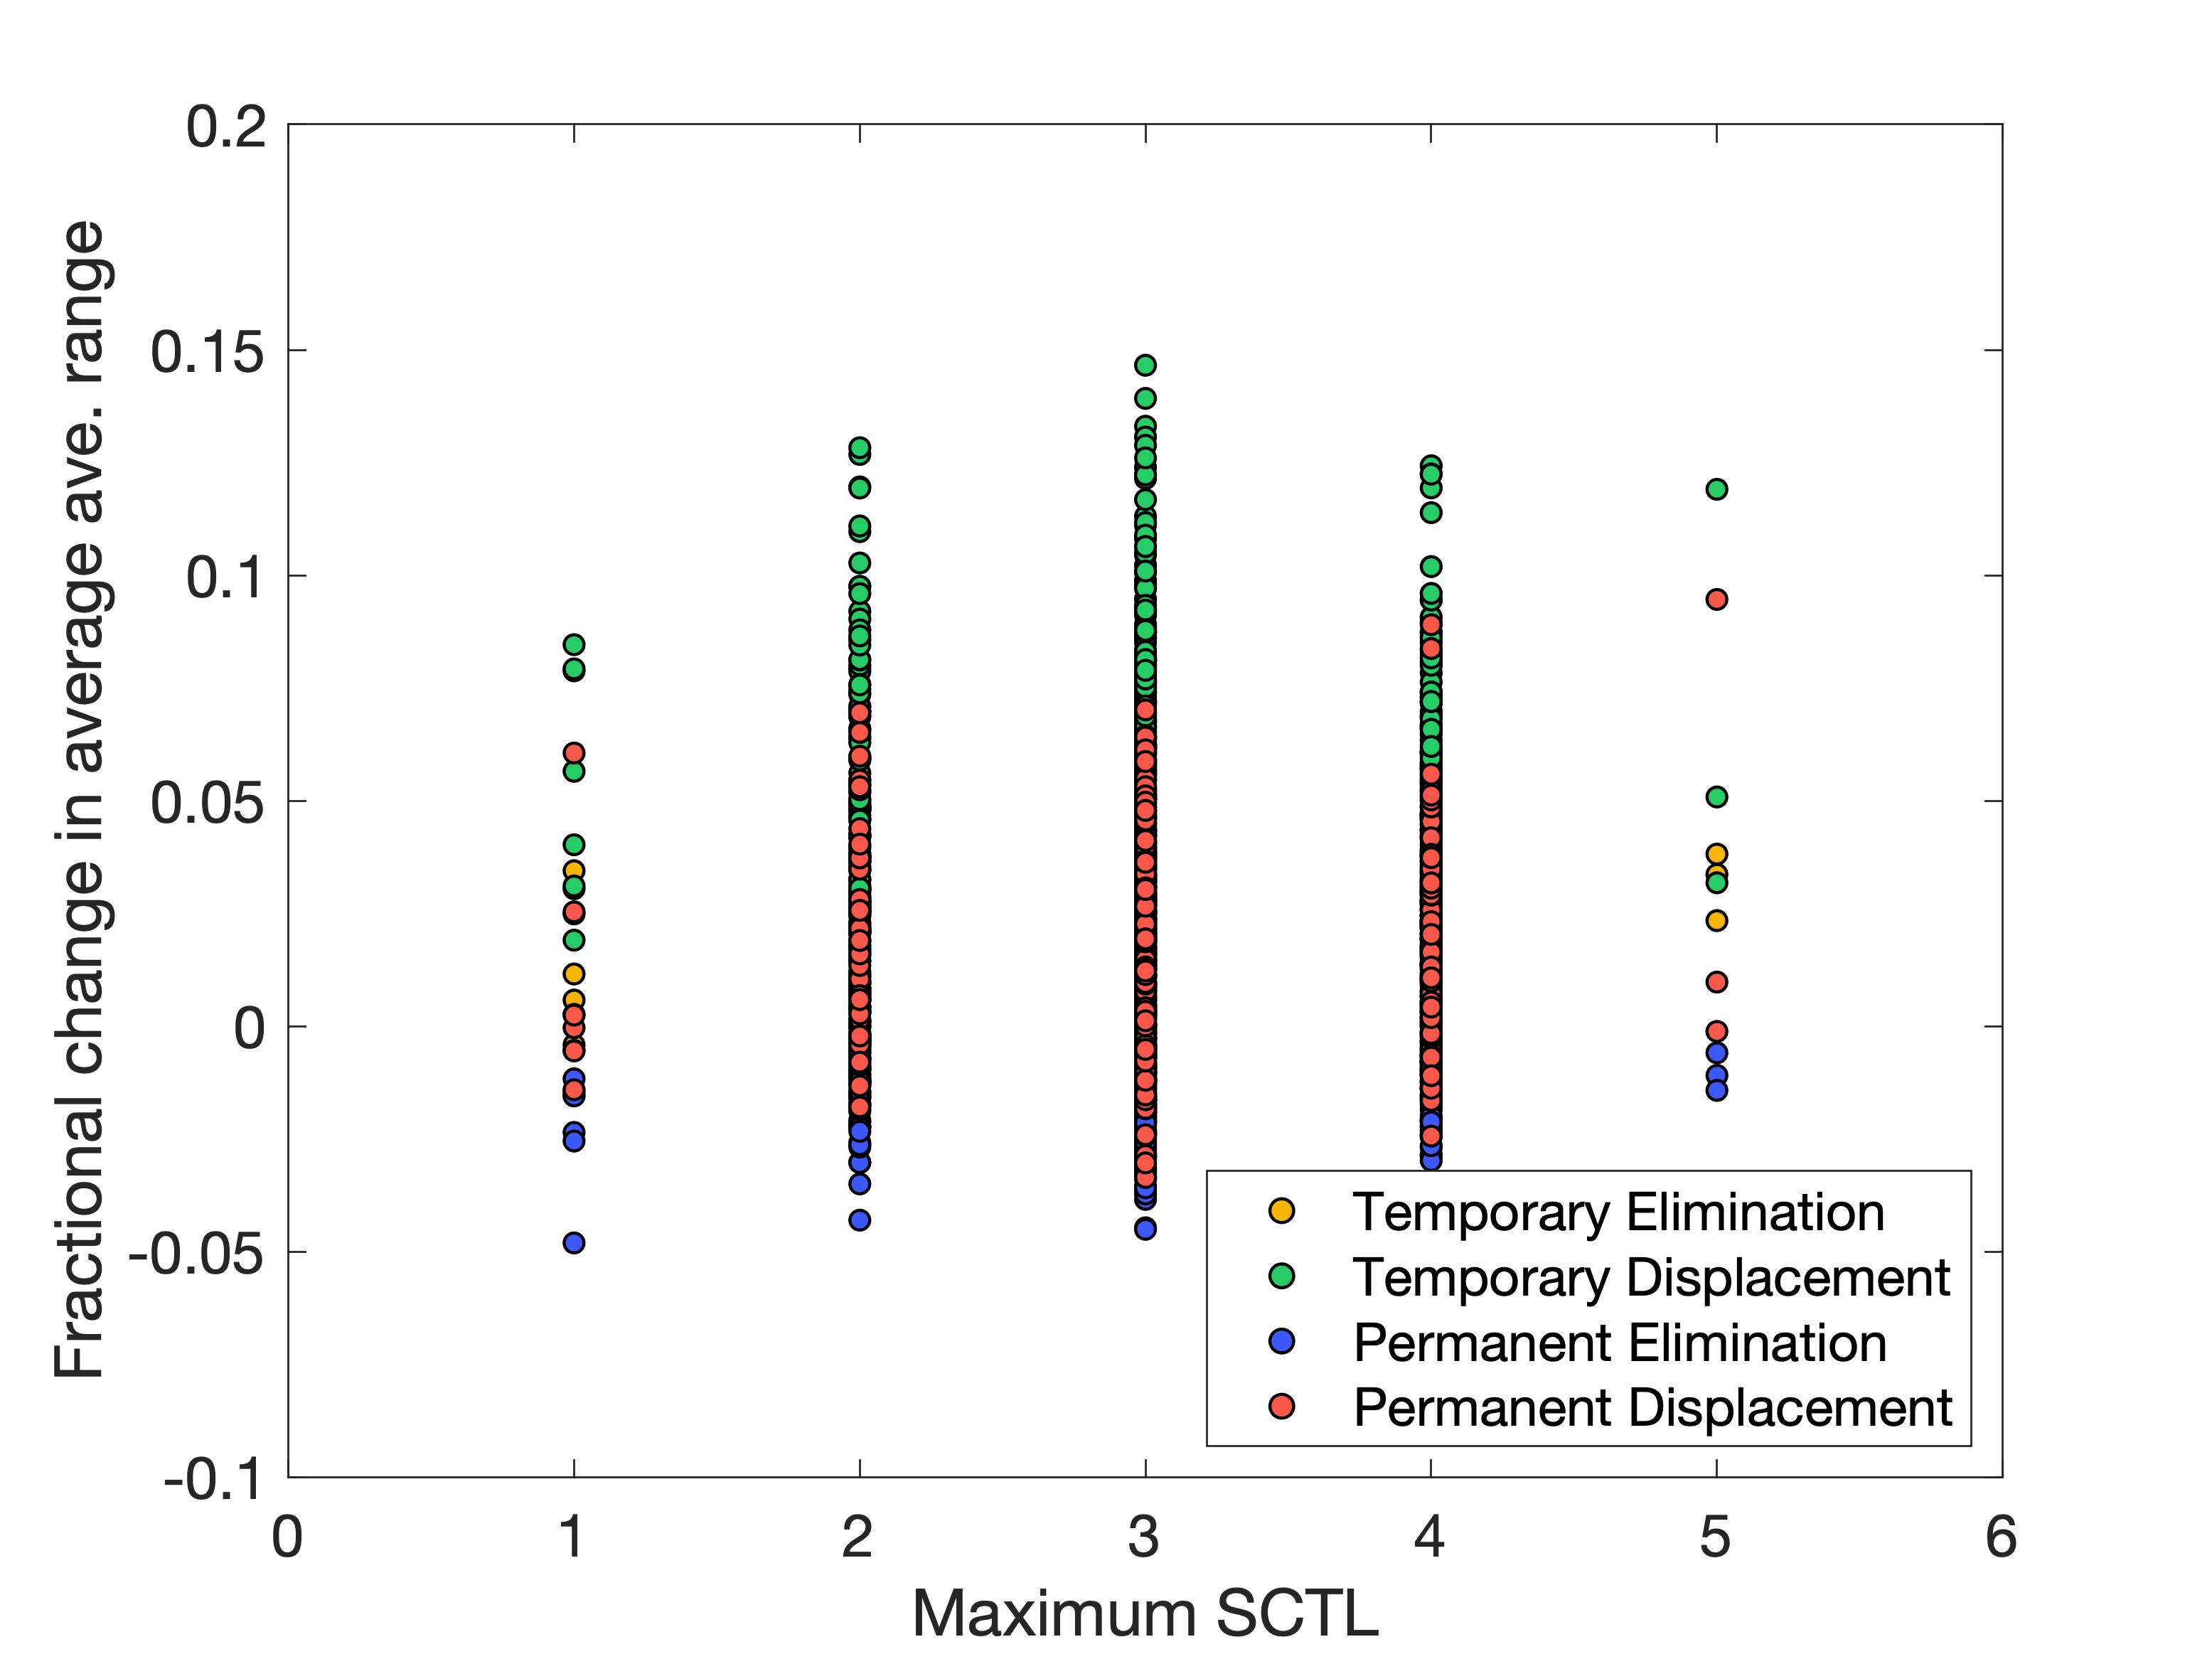 0.2
0.15
0.1
0.05
0
-0.05
-0.1
Fractional change in average ave. range
0
1
2
3
4
5
6
Maximum SCTL
Temporary Elimination
Temporary Displacement
Permanent Elimination
Permanent Displacement